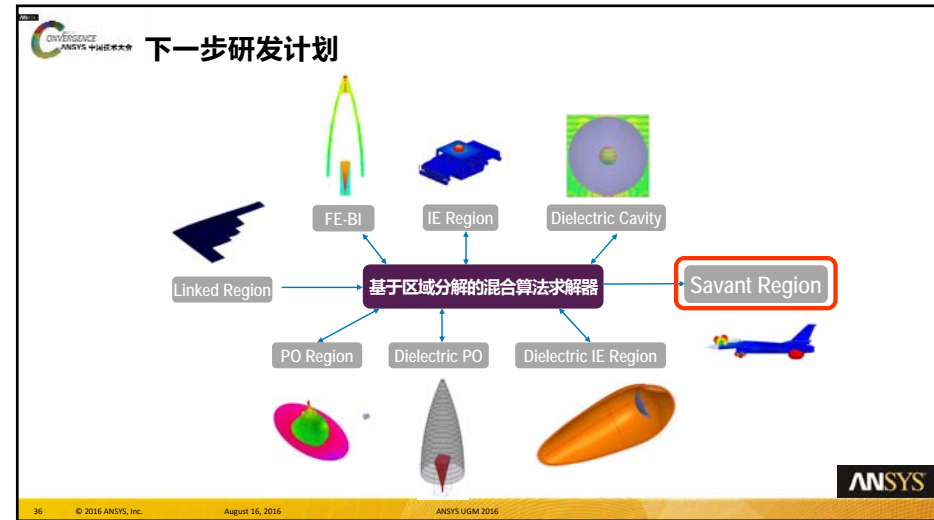 CONVERGENCE
ANSYS 中国技术大会
下一步研发计划
FE-BI
IE Region
Dielectric Cavity
Linked Region
基于区域分解的混合算法求解器
Savant Region
PO Region
Dielectric PO
Dielectric IE Region
ANSYS
36 © 2016 ANSYS, Inc. August 16, 2016 ANSYS UGM 2016